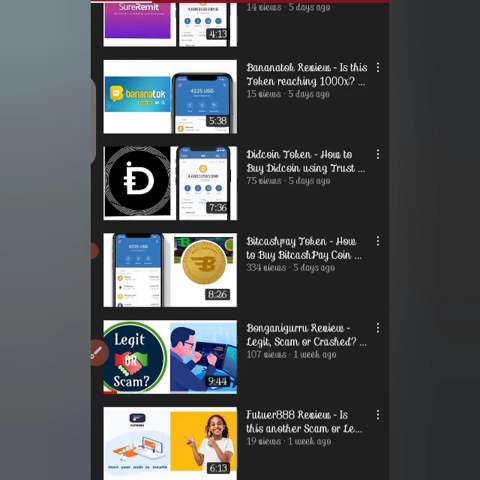 SureRemit
4:13
14 views · 5 days ago
bananatok
4225 USD
5:38
Bananatok Review - Is this
Token reaching 1000x? ...
15 views · 5 days ago
7:36
Didcoin Token - How to
Buy Didcoin using Trust ...
75 views · 5 days ago
4225 USD
8:26
Bitcashpay Token - How
to Buy BitcashPay Coin ...
334 views · 5 days ago
Legit
OR
Scam?
9:44
Bonganiguru Review -
Legit, Scam or Crashed? ...
107 views · 1 week ago
Start your path to wealth
6:13
Futuer888 Review - Is
this another Scam or Le...
19 views · 1 week ago